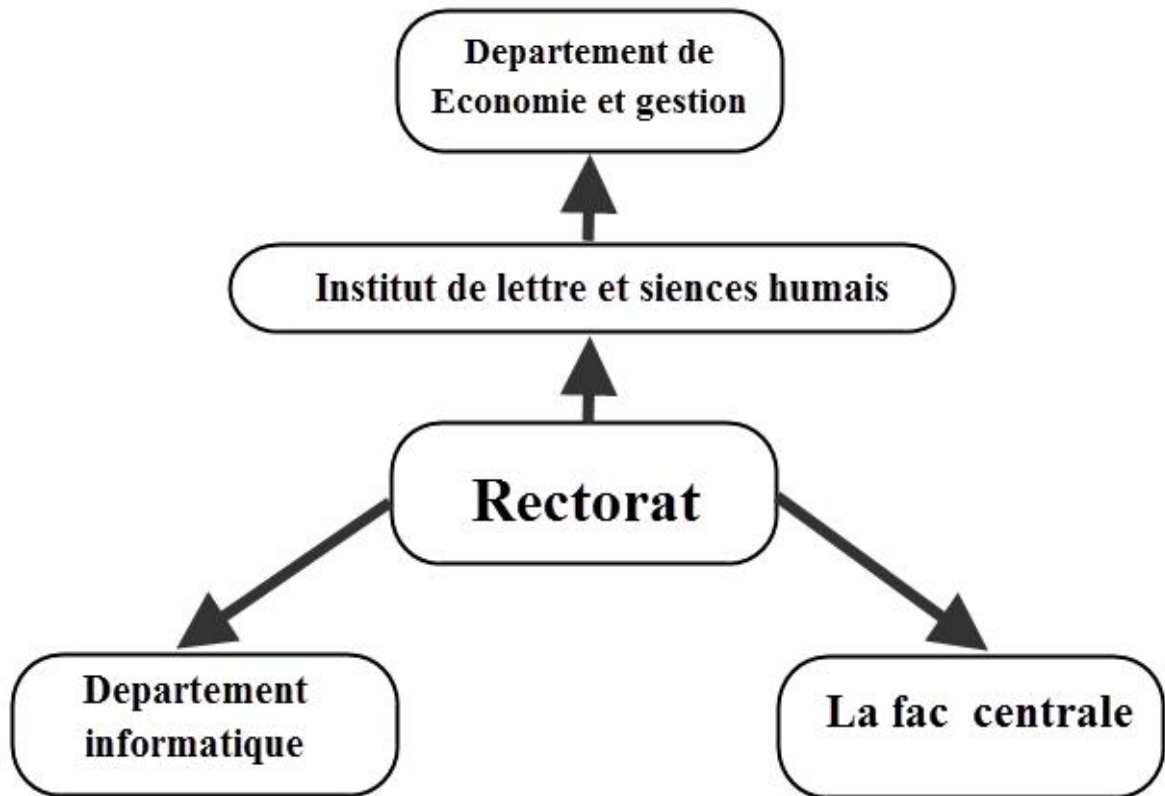 Departement de
Economie et gestion
Institut de lettre et siences humais
Rectorat
Departement
informatique
La fac centrale